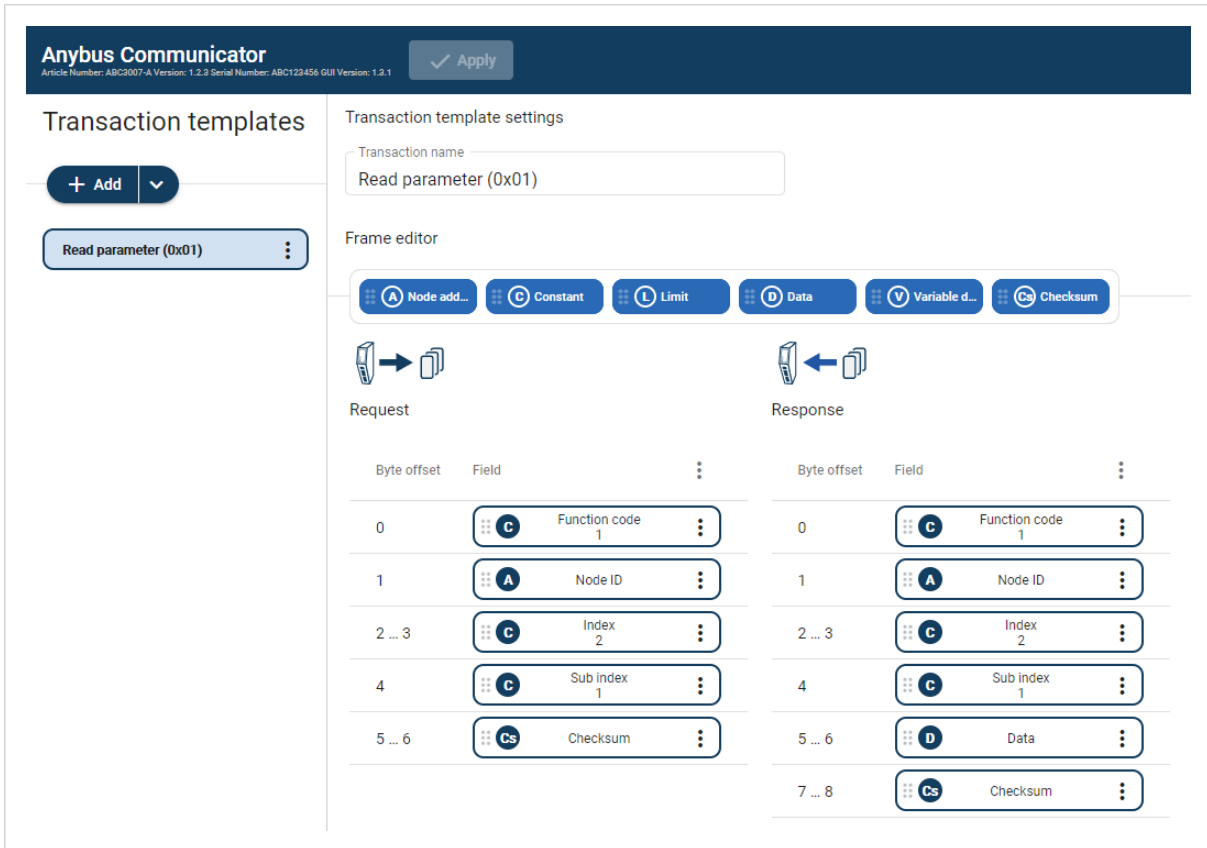 Anybus Communicator
Article Number: ABC3007-A Version: 1.2.3 Serial Number: ABC123456 GUI Version: 1.3.1
Apply
Transaction templates
+ Add
Read parameter (0x01)
Transaction template settings
Transaction name
Read parameter (0x01)
Frame editor
A Node add...
C Constant
L Limit
D Data
V Variable d...
Cs Checksum
Request
Byte offset Field
0 C Function code
1
1 A Node ID
2 ... 3 C Index
2
4 C Sub index
1
5 ... 6 Cs Checksum
Response
Byte offset Field
0 C Function code
1
1 A Node ID
2 ... 3 C Index
2
4 C Sub index
1
5 ... 6 D Data
7 ... 8 Cs Checksum